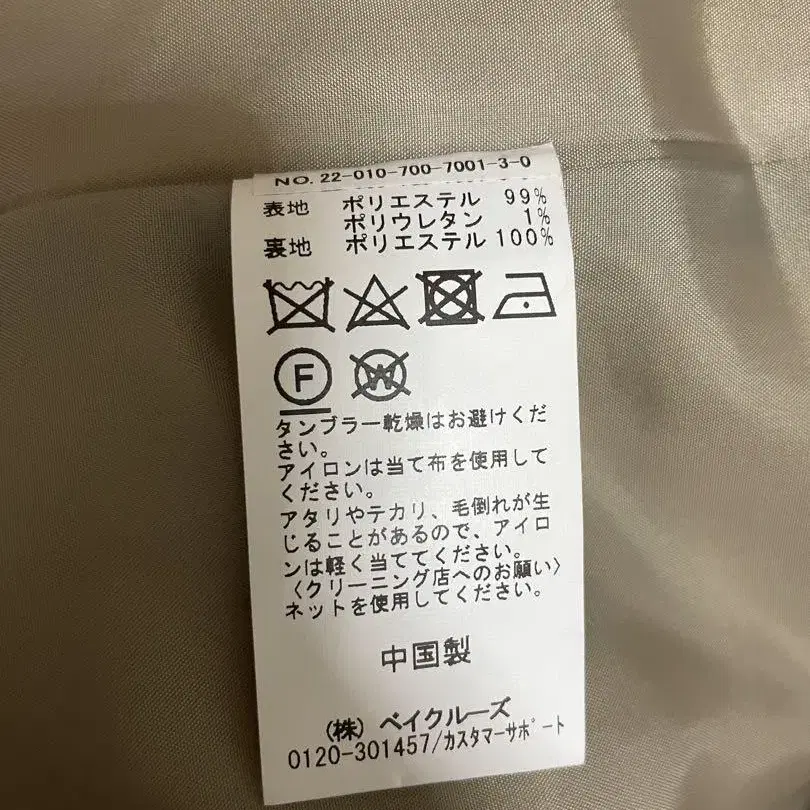 NO. 22-010-700-7001-3-0
表地 ポリエステル 99%
ポリウレタン 1%
裏地 ポリエステル 100%
F W
タンブラー乾燥はお避けくだ
さい。
アイロンは当て布を使用して
ください。
アタリやテカリ、毛倒れが生
じることがあるので、アイロ
ンは軽く当ててください。
〈クリーニング店へのお願い〉
ネットを使用してください。
中国製
(株) ベイクルーズ
0120-301457/カスタマーサポート